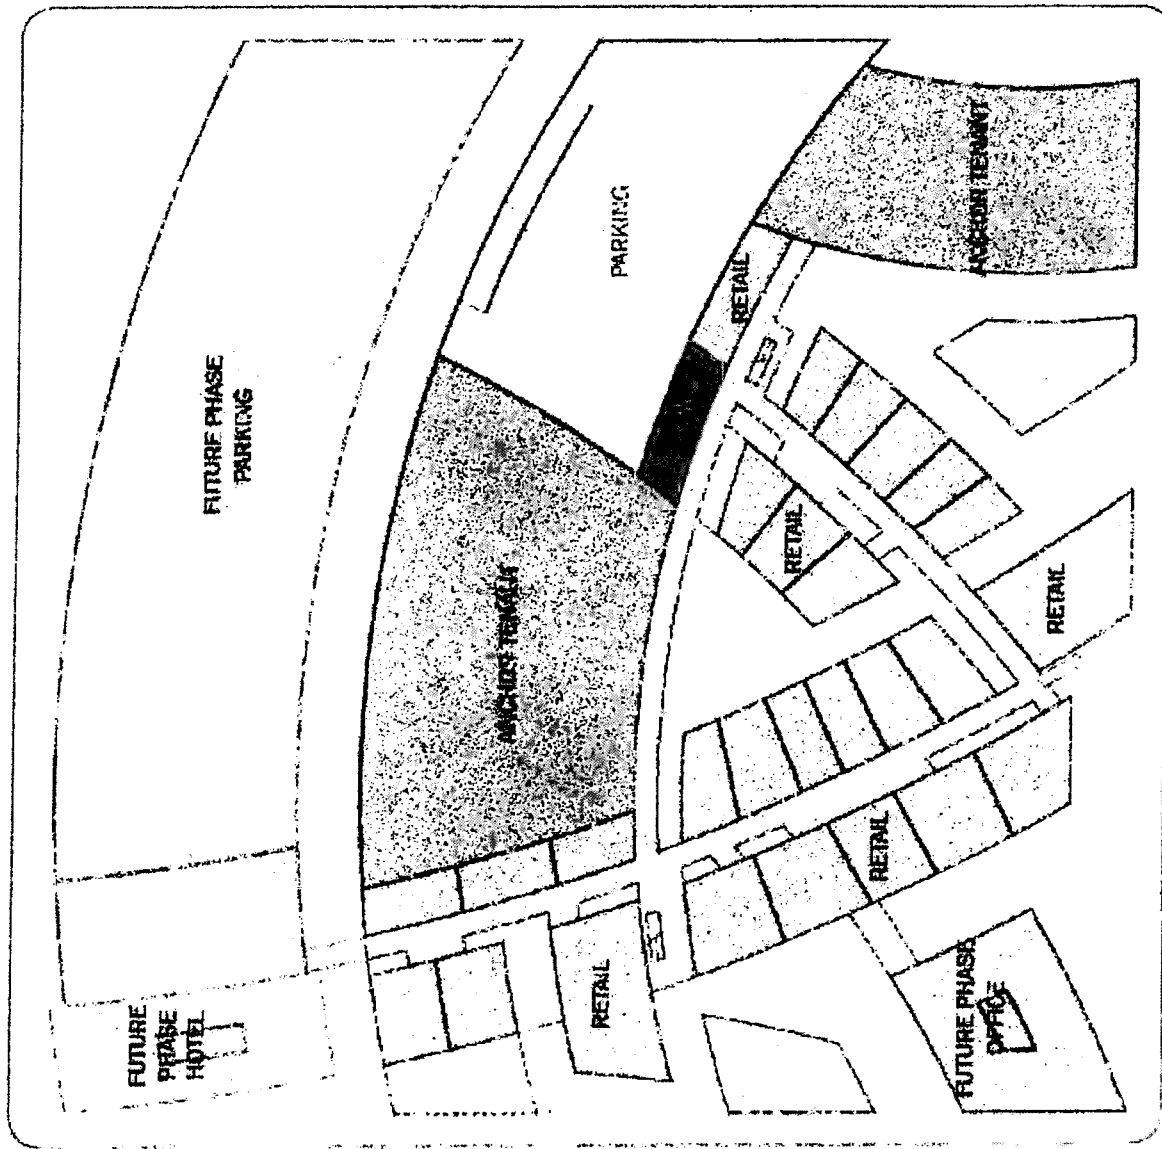 FUTURE PHASE
PARKING
PARKING
ANCHOR TENANT
RETAIL
ANCHOR TENANT
RETAIL
RETAIL
RETAIL
RETAIL
FUTURE
PHASE
HOTEL
FUTURE PHASE
OFFICE